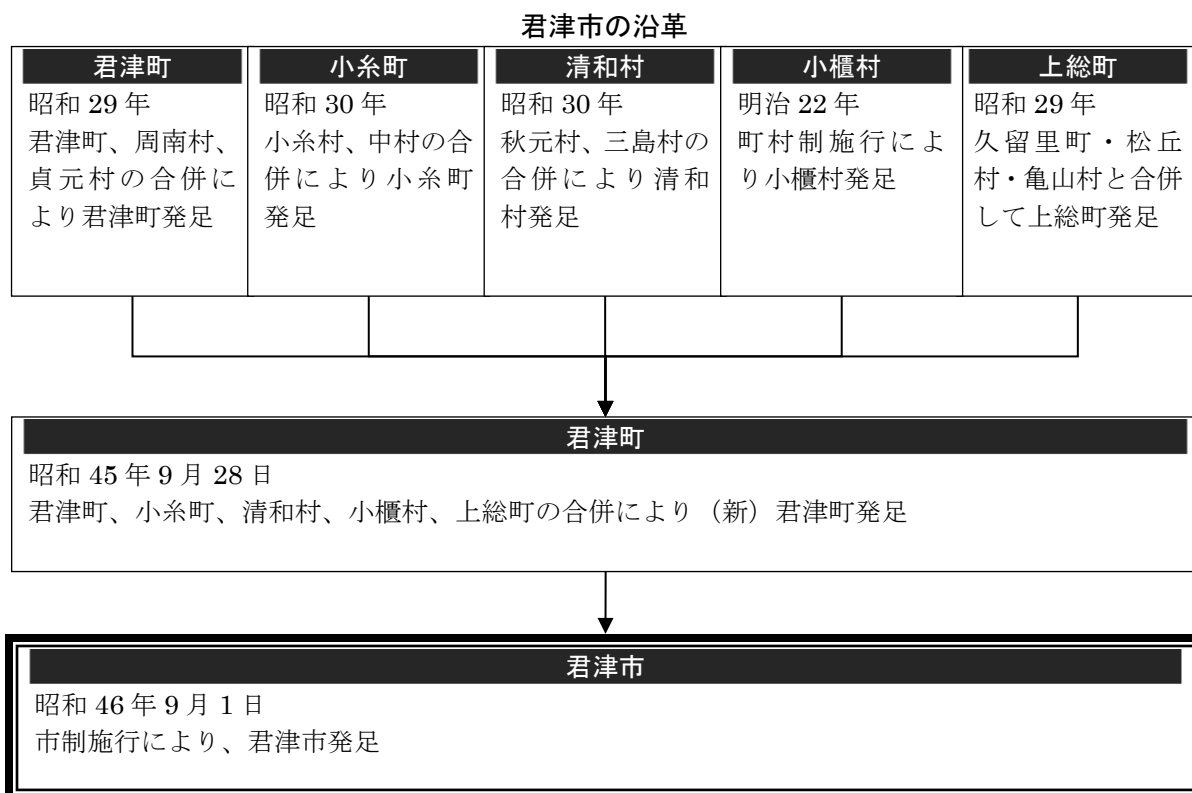 君津市の沿革
君津町
昭和 29 年
君津町、周南村、
貞元村の合併に
より君津町発足
小糸町
昭和 30 年
小糸村、中村の合
併により小糸町
発足
清和村
昭和 30 年
秋元村、三島村の
合併により清和
村発足
小櫃村
明治 22 年
町村制施行によ
り小櫃村発足
上総町
昭和 29 年
久留里町・松丘
村・亀山村と合併
して上総町発足
君津町
昭和 45 年 9 月 28 日
君津町、小糸町、清和村、小櫃村、上総町の合併により（新）君津町発足
君津市
昭和 46 年 9 月 1 日
市制施行により、君津市発足